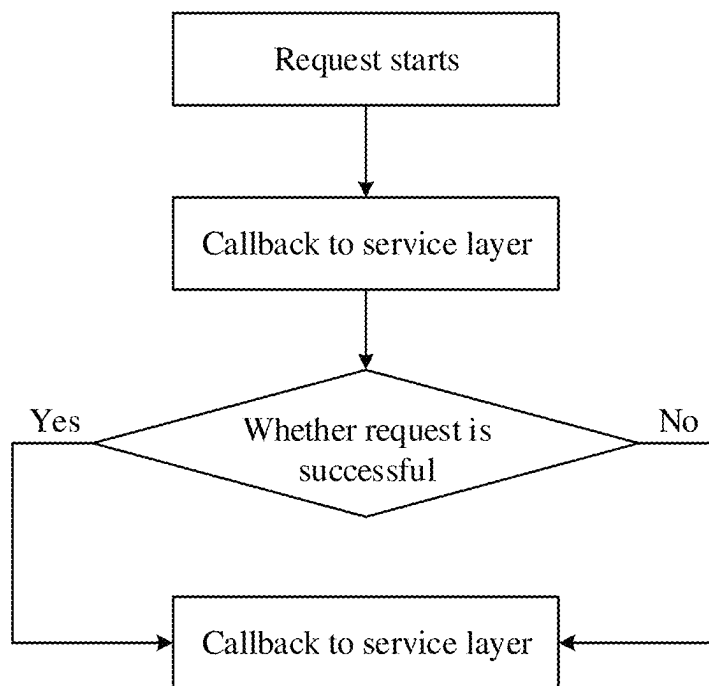 Request starts
Callback to service layer
Yes
Whether request is
successful
No
Callback to service layer